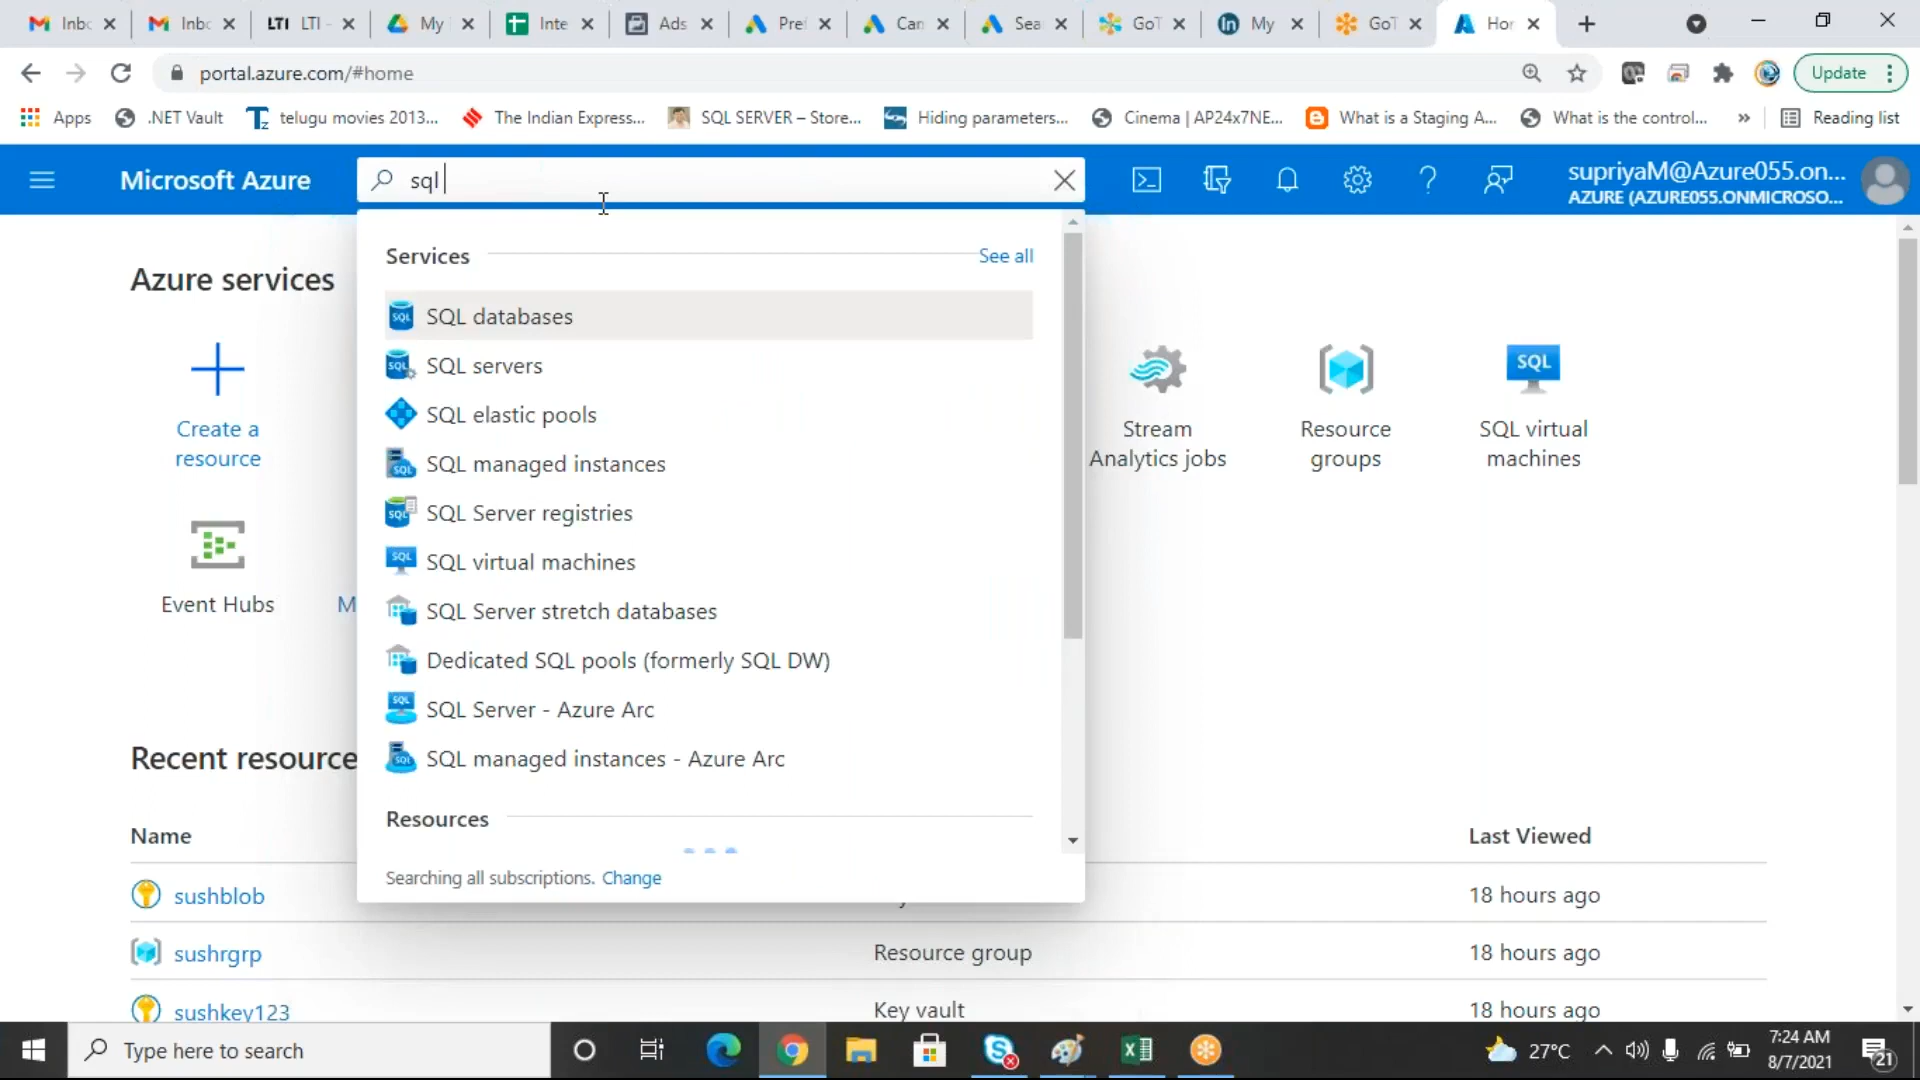 Inbc
Inbc
LTI LTI -
My
Inte
Ads
Pre
Can
Sea
GoT
My
GoT
Hor
portal.azure.com/#home
Update
Apps
.NET Vault
telugu movies 2013...
The Indian Express...
SQL SERVER – Store...
Hiding parameters...
Cinema | AP24x7NE...
What is a Staging A...
What is the control...
»
Reading list
Microsoft Azure
sql
supriyaM@Azure055.on...
AZURE (AZURE055.ONMICROSO...
Azure services
Create a
resource
Event Hubs
M
Stream
Analytics jobs
Resource
groups
SQL virtual
machines
Services
See all
SQL databases
SQL servers
SQL elastic pools
SQL managed instances
SQL Server registries
SQL virtual machines
SQL Server stretch databases
Dedicated SQL pools (formerly SQL DW)
SQL Server - Azure Arc
SQL managed instances - Azure Arc
Resources
Searching all subscriptions. Change
Recent resource
Name
Last Viewed
sushblob
18 hours ago
sushrgrp
Resource group
18 hours ago
sushkey123
Key vault
18 hours ago
Type here to search
27°C
7:24 AM
8/7/2021
21